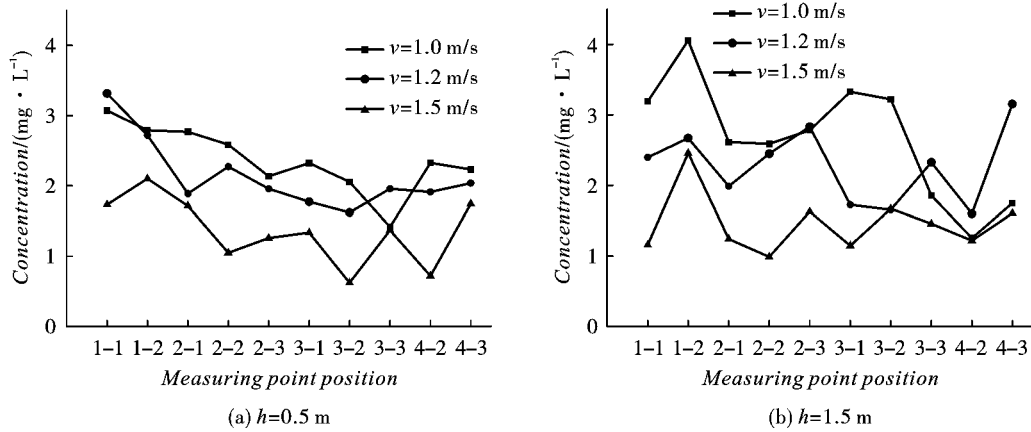 4
3
2
1
0
Concentration/(mg · L⁻¹)
v=1.0 m/s
v=1.2 m/s
v=1.5 m/s
1–1 1–2 2–1 2–2 2–3 3–1 3–2 3–3 4–2 4–3
Measuring point position
(a) h=0.5 m
4
3
2
1
0
Concentration/(mg · L⁻¹)
v=1.0 m/s
v=1.2 m/s
v=1.5 m/s
1–1 1–2 2–1 2–2 2–3 3–1 3–2 3–3 4–2 4–3
Measuring point position
(b) h=1.5 m